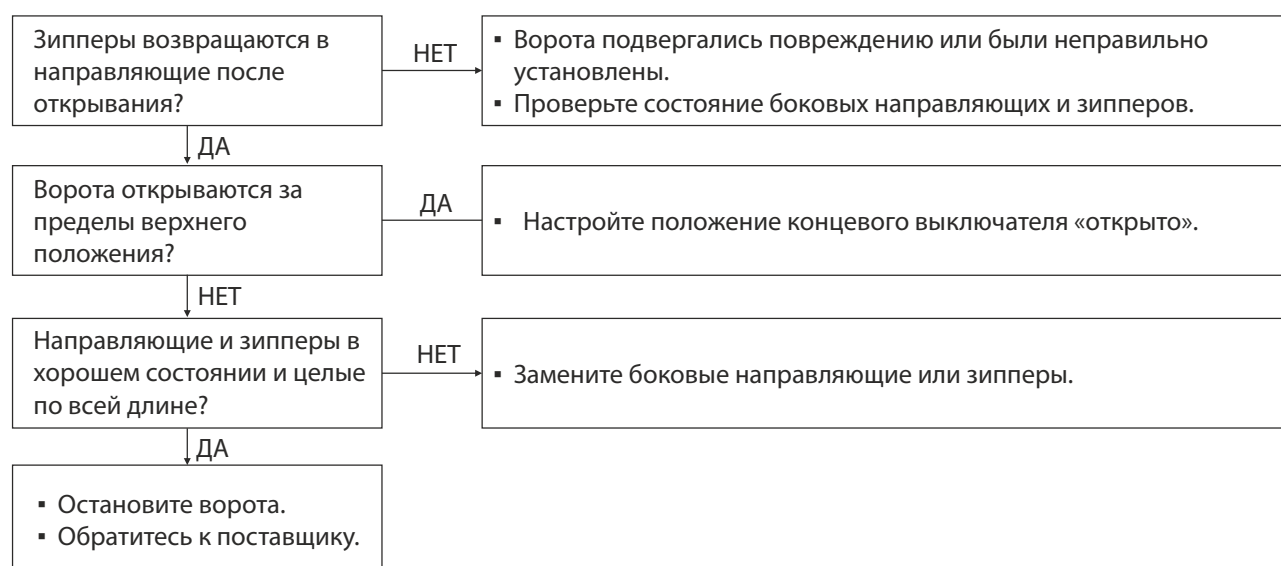 Зипперы возвращаются в
направляющие после
открывания?
НЕТ
▪ Ворота подвергались повреждению или были неправильно
установлены.
▪ Проверьте состояние боковых направляющих и зипперов.
ДА
Ворота открываются за
пределы верхнего
положения?
ДА
▪ Настройте положение концевого выключателя «открыто».
НЕТ
Направляющие и зипперы в
хорошем состоянии и целые
по всей длине?
НЕТ
▪ Замените боковые направляющие или зипперы.
ДА
▪ Остановите ворота.
▪ Обратитесь к поставщику.